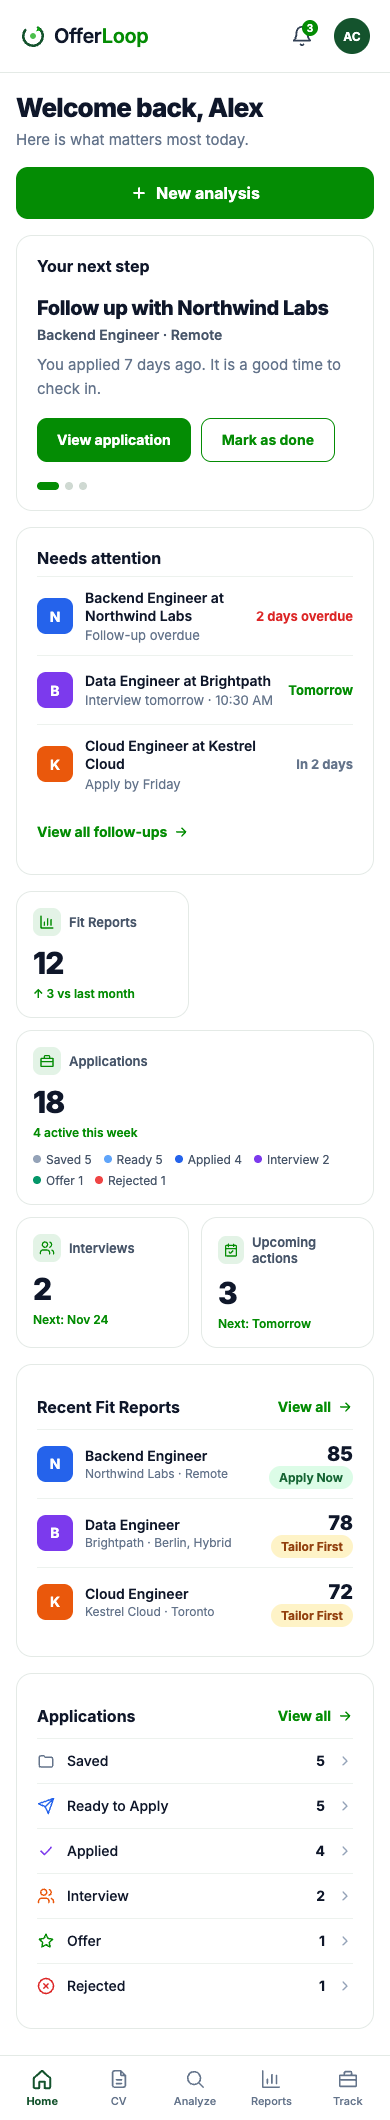 OfferLoop
3
AC
Welcome back, Alex
Here is what matters most today.
+ New analysis
Your next step
Follow up with Northwind Labs
Backend Engineer · Remote
You applied 7 days ago. It is a good time to
check in.
View application
Mark as done
Needs attention
N
Backend Engineer at
Northwind Labs
Follow-up overdue
2 days overdue
B
Data Engineer at Brightpath
Interview tomorrow · 10:30 AM
Tomorrow
K
Cloud Engineer at Kestrel
Cloud
Apply by Friday
In 2 days
View all follow-ups →
Fit Reports
12
↑ 3 vs last month
Applications
18
4 active this week
Saved 5 Ready 5 Applied 4 Interview 2
Offer 1 Rejected 1
Interviews
2
Next: Nov 24
Upcoming
actions
3
Next: Tomorrow
Recent Fit Reports
View all →
N
Backend Engineer
Northwind Labs · Remote
85
Apply Now
B
Data Engineer
Brightpath · Berlin, Hybrid
78
Tailor First
K
Cloud Engineer
Kestrel Cloud · Toronto
72
Tailor First
Applications
View all →
Saved 5
Ready to Apply 5
Applied 4
Interview 2
Offer 1
Rejected 1
Home CV Analyze Reports Track